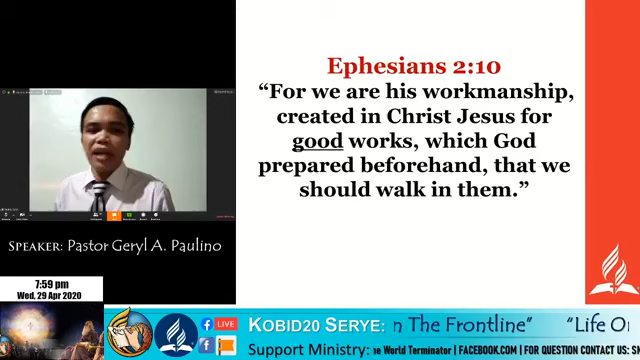 Ephesians 2:10
“For we are his workmanship,
created in Christ Jesus for
good works, which God
prepared beforehand, that we
should walk in them.”
SPEAKER: Pastor Geryl A. Paulino
7:59 pm
Wed, 29 Apr 2020
LIVE KOBID20 SERYE: n The Frontline” “Life O
Support Ministry: he World Terminator | FACEBOOK.COM | FOR QUESTION CONTACT US: